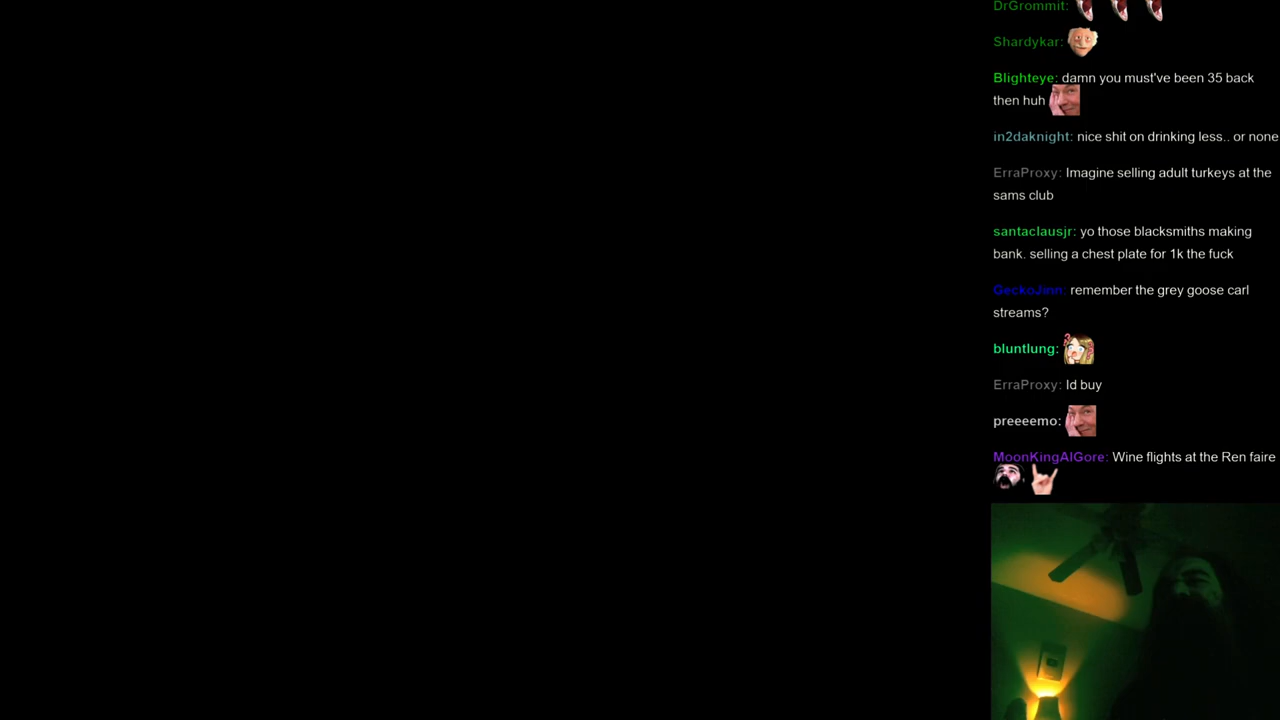 DrGrommit:
Shardykar:
Blighteye: damn you must've been 35 back
then huh
in2daknight: nice shit on drinking less.. or none
ErraProxy: Imagine selling adult turkeys at the
sams club
santaclausjr: yo those blacksmiths making
bank. selling a chest plate for 1k the fuck
GeckoJinn: remember the grey goose carl
streams?
bluntlung:
ErraProxy: Id buy
preeeemo:
MoonKingAlGore: Wine flights at the Ren faire